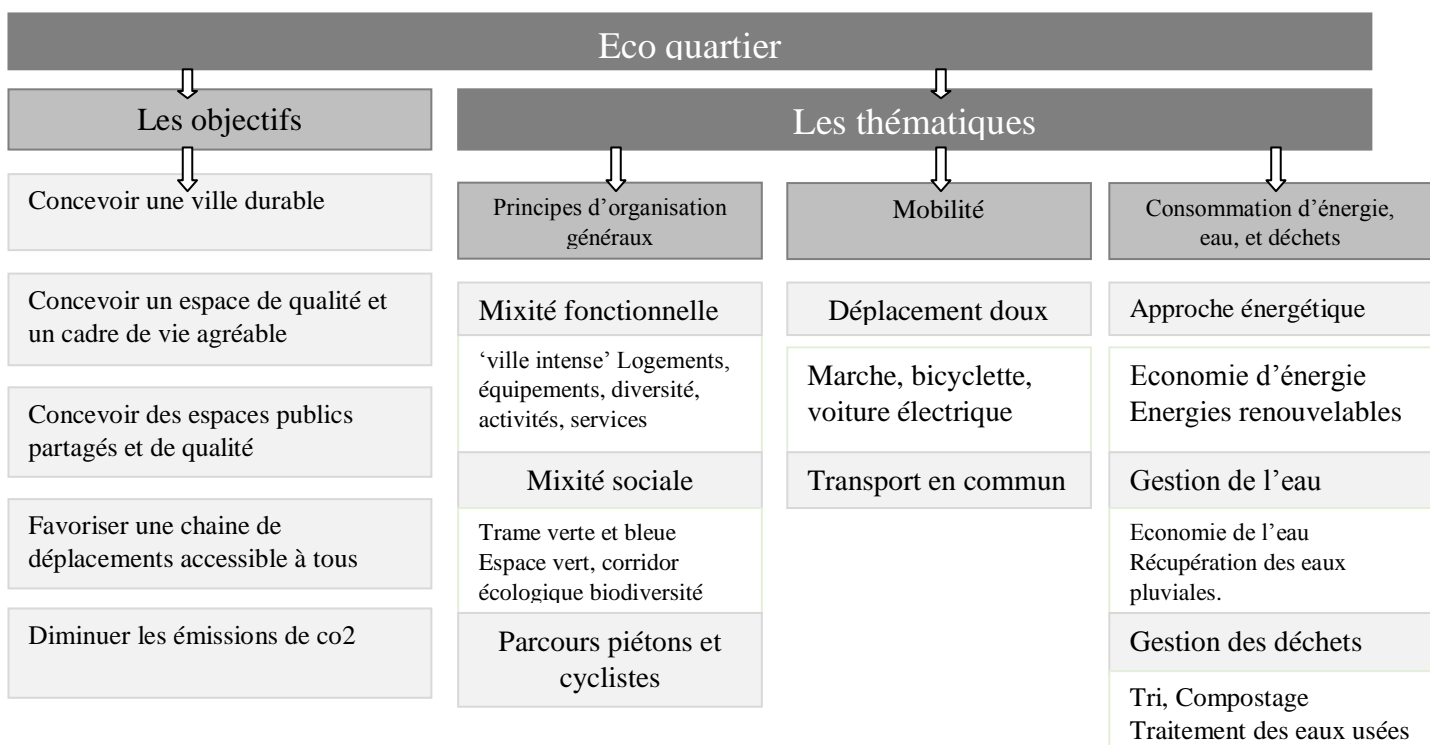 Eco quartier
Les objectifs
Concevoir une ville durable
Concevoir un espace de qualité et
un cadre de vie agréable
Concevoir des espaces publics
partagés et de qualité
Favoriser une chaine de
déplacements accessible à tous
Diminuer les émissions de co2
Les thématiques
Principes d’organisation
généraux
Mixité fonctionnelle
‘ville intense’ Logements,
équipements, diversité,
activités, services
Mixité sociale
Trame verte et bleue
Espace vert, corridor
écologique biodiversité
Parcours piétons et
cyclistes
Mobilité
Déplacement doux
Marche, bicyclette,
voiture électrique
Transport en commun
Consommation d’énergie,
eau, et déchets
Approche énergétique
Economie d’énergie
Energies renouvelables
Gestion de l’eau
Economie de l’eau
Récupération des eaux
pluviales.
Gestion des déchets
Tri, Compostage
Traitement des eaux usées